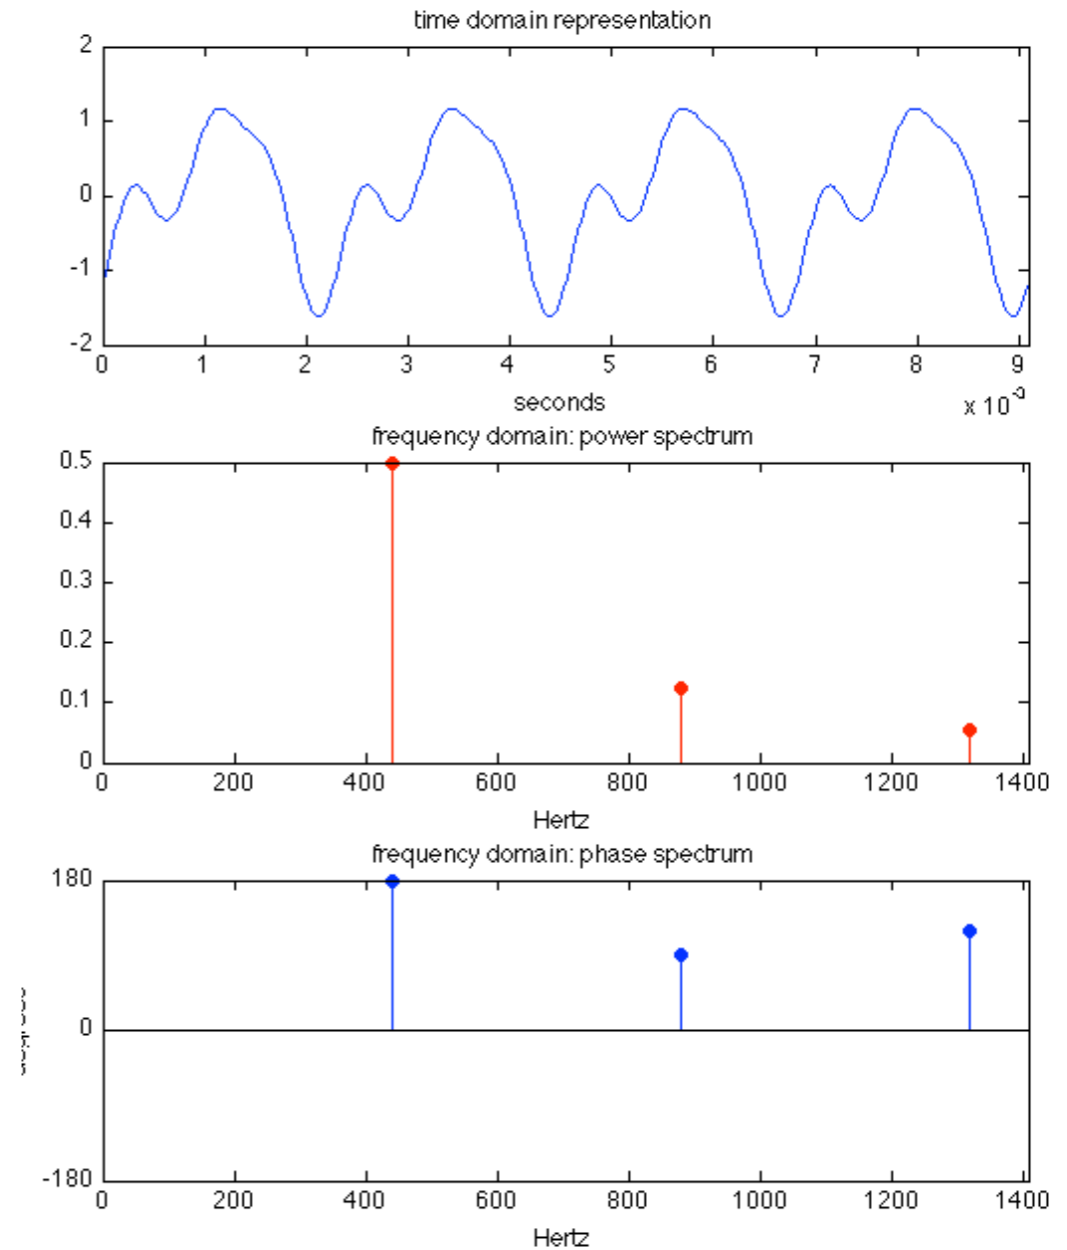 time domain representation
2
1
0
-1
-2
0 1 2 3 4 5 6 7 8 9
seconds
x 10^-3
frequency domain: power spectrum
0.5
0.4
0.3
0.2
0.1
0
0 200 400 600 800 1000 1200 1400
Hertz
frequency domain: phase spectrum
180
0
-180
0 200 400 600 800 1000 1200 1400
Hertz